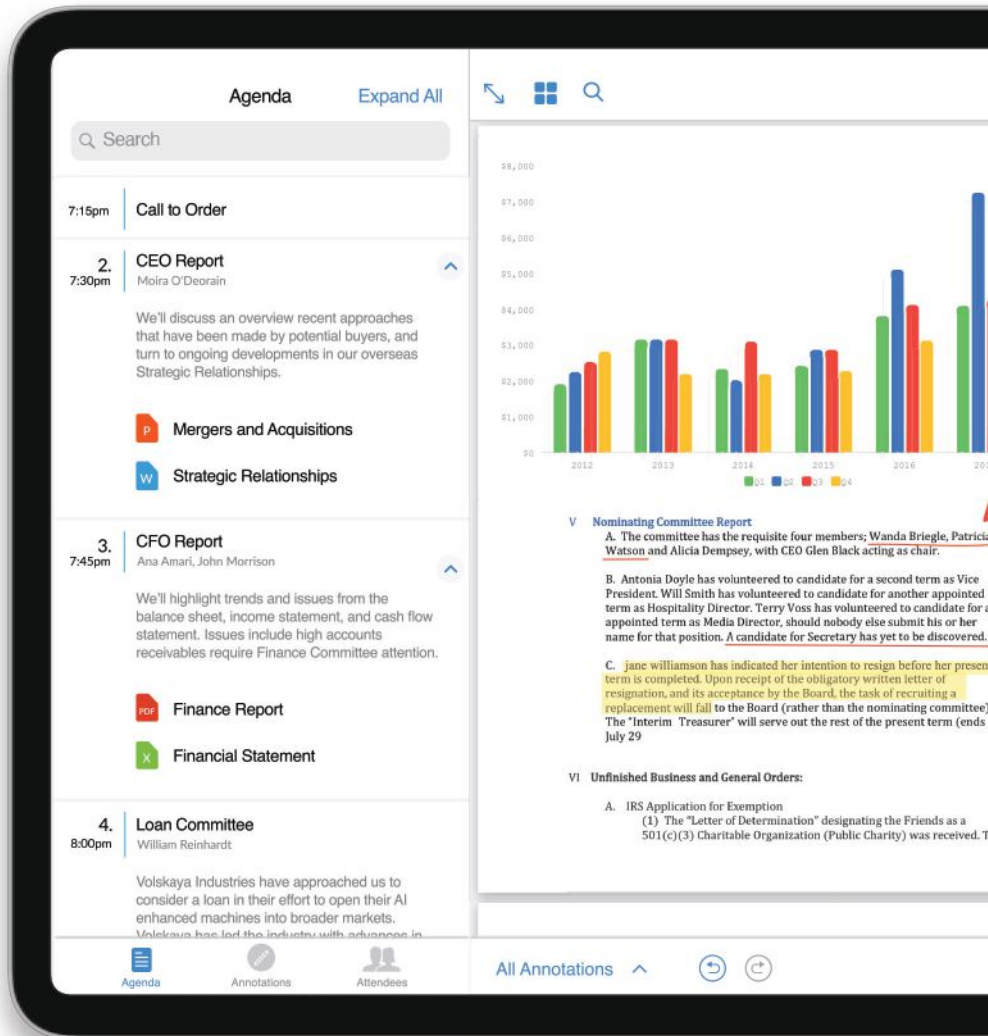 Agenda
Expand All
Search
7:15pm
Call to Order
2.
7:30pm
CEO Report
Moira O'Deorain
We'll discuss an overview recent approaches
that have been made by potential buyers, and
turn to ongoing developments in our overseas
Strategic Relationships.
P
Mergers and Acquisitions
W
Strategic Relationships
3.
7:45pm
CFO Report
Ana Amari, John Morrison
We'll highlight trends and issues from the
balance sheet, income statement, and cash flow
statement. Issues include high accounts
receivables require Finance Committee attention.
PDF
Finance Report
X
Financial Statement
4.
8:00pm
Loan Committee
William Reinhardt
Volskaya Industries have approached us to
consider a loan in their effort to open their AI
enhanced machines into broader markets.
Volskaya has led the industry with advances in
Agenda
Annotations
Attendees
$8,000
$7,000
$6,000
$5,000
$4,000
$3,000
$2,000
$1,000
$0
2012
2013
2014
2015
2016
Q1 Q2 Q3 Q4
V Nominating Committee Report
A. The committee has the requisite four members; Wanda Briegle, Patricia
Watson and Alicia Dempsey, with CEO Glen Black acting as chair.
B. Antonia Doyle has volunteered to candidate for a second term as Vice
President. Will Smith has volunteered to candidate for another appointed
term as Hospitality Director. Terry Voss has volunteered to candidate for a
appointed term as Media Director, should nobody else submit his or her
name for that position. A candidate for Secretary has yet to be discovered.
C. jane williamson has indicated her intention to resign before her presen
term is completed. Upon receipt of the obligatory written letter of
resignation, and its acceptance by the Board, the task of recruiting a
replacement will fall to the Board (rather than the nominating committee)
The "Interim Treasurer" will serve out the rest of the present term (ends
July 29
VI Unfinished Business and General Orders:
A. IRS Application for Exemption
(1) The "Letter of Determination" designating the Friends as a
501(c)(3) Charitable Organization (Public Charity) was received. T
All Annotations